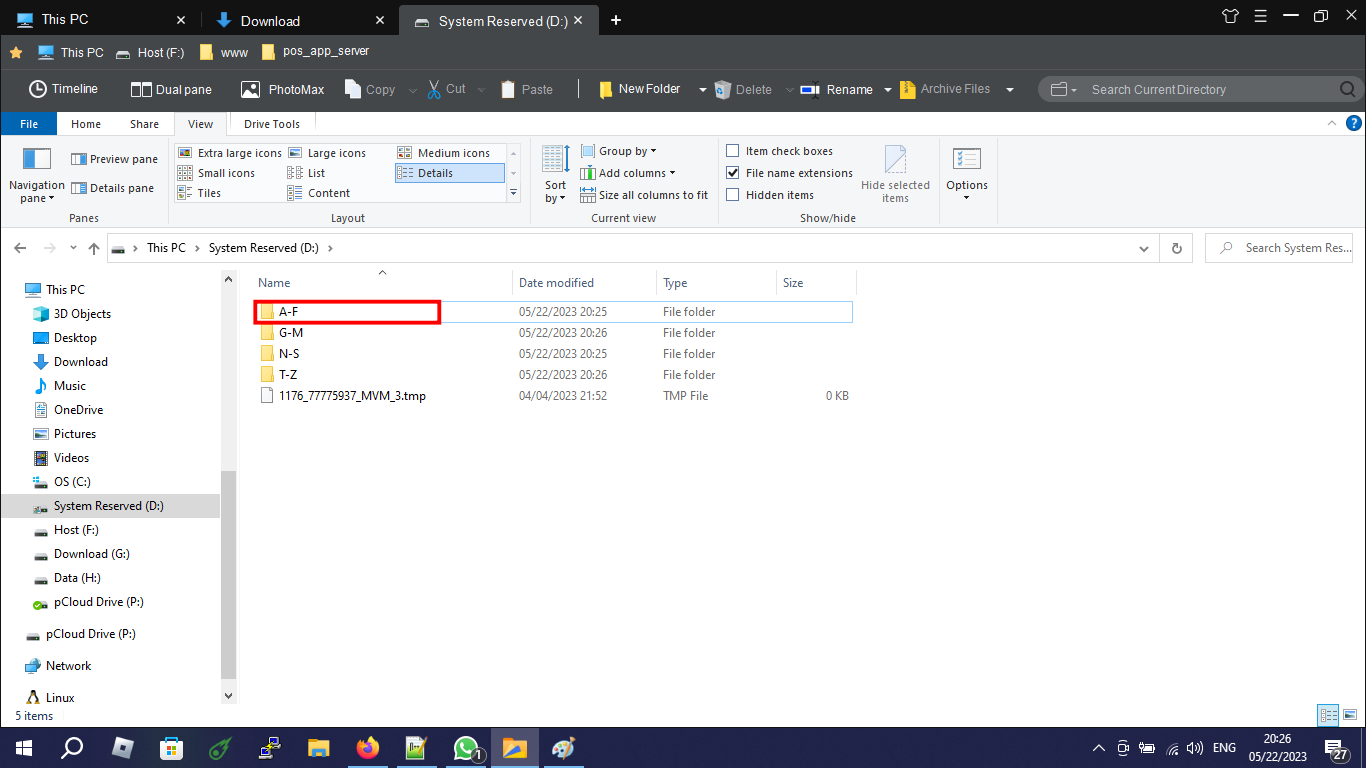 This PC Download System Reserved (D:)
This PC Host (F:) www pos_app_server
Timeline Dual pane PhotoMax Copy Cut Paste New Folder Delete Rename Archive Files Search Current Directory
File Home Share View Drive Tools
Navigation pane
Preview pane
Details pane
Panes
Extra large icons Large icons Medium icons
Small icons List Details
Tiles Content
Layout
Sort by
Group by
Add columns
Size all columns to fit
Current view
Item check boxes
File name extensions
Hidden items
Hide selected items
Show/hide
Options
This PC System Reserved (D:) Search System Res...
This PC
3D Objects
Desktop
Download
Music
OneDrive
Pictures
Videos
OS (C:)
System Reserved (D:)
Host (F:)
Download (G:)
Data (H:)
pCloud Drive (P:)
pCloud Drive (P:)
Network
Linux
Name Date modified Type Size
A-F 05/22/2023 20:25 File folder
G-M 05/22/2023 20:26 File folder
N-S 05/22/2023 20:25 File folder
T-Z 05/22/2023 20:26 File folder
1176_77775937_MVM_3.tmp 04/04/2023 21:52 TMP File 0 KB
5 items
1
ENG
20:26
05/22/2023
27